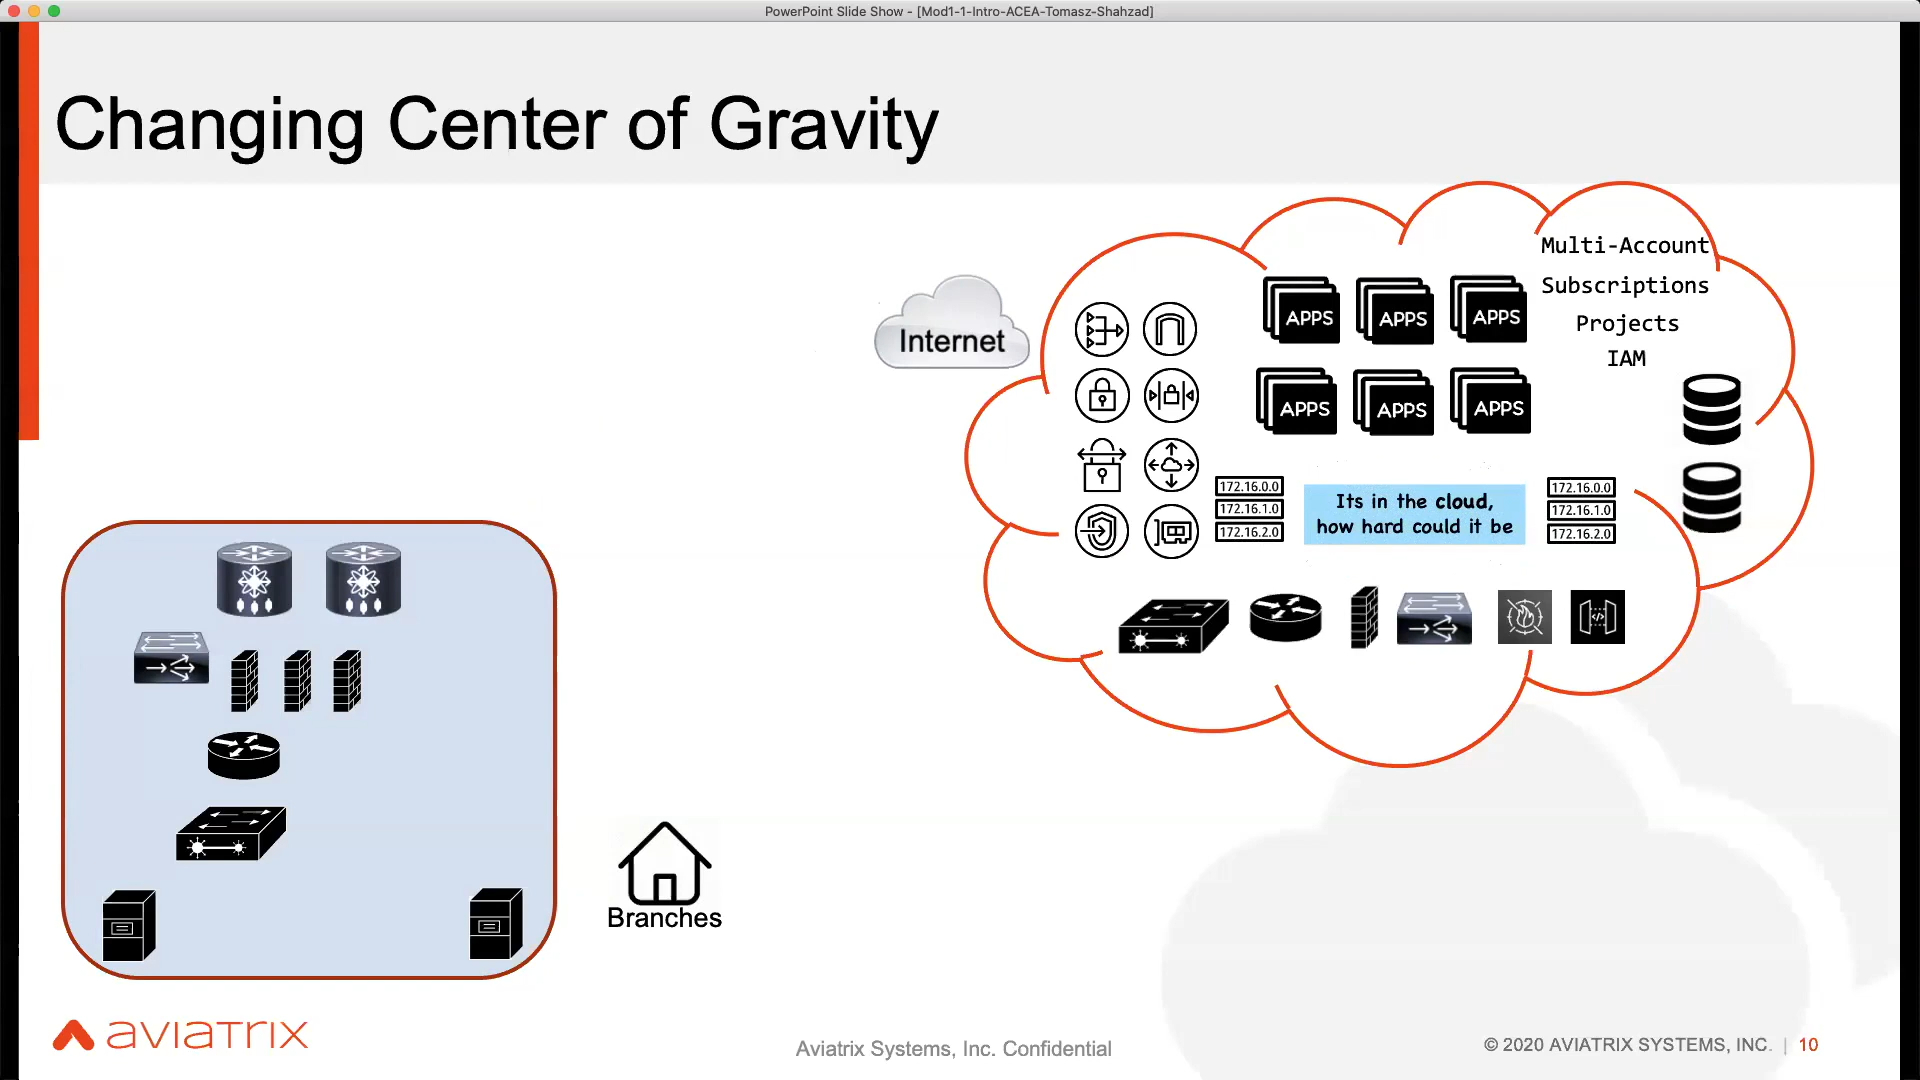 PowerPoint Slide Show - [Mod1-1-Intro-ACEA-Tomasz-Shahzad]
Changing Center of Gravity
Internet
Multi-Account
Subscriptions
Projects
IAM
APPS
APPS
APPS
APPS
APPS
APPS
172.16.0.0
172.16.1.0
172.16.2.0
Its in the cloud,
how hard could it be
172.16.0.0
172.16.1.0
172.16.2.0
Branches
aviatrix
Aviatrix Systems, Inc. Confidential
© 2020 AVIATRIX SYSTEMS, INC. | 10